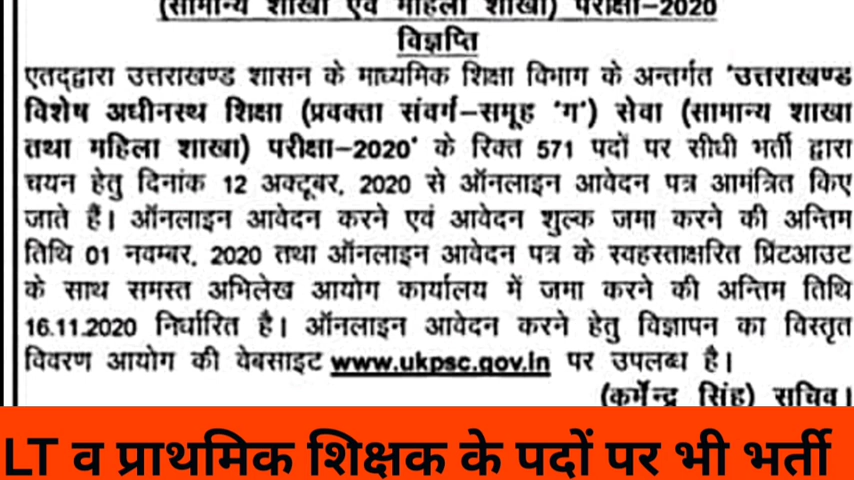 (सामान्य शाखा एवं महिला शाखा) परीक्षा-2020
विज्ञप्ति
एतद्द्वारा उत्तराखण्ड शासन के माध्यमिक शिक्षा विभाग के अन्तर्गत 'उत्तराखण्ड
विशेष अधीनस्थ शिक्षा (प्रवक्ता संवर्ग-समूह 'ग') सेवा (सामान्य शाखा
तथा महिला शाखा) परीक्षा-2020' के रिक्त 571 पदों पर सीधी भर्ती द्वारा
चयन हेतु दिनांक 12 अक्टूबर, 2020 से ऑनलाइन आवेदन पत्र आमंत्रित किए
जाते हैं। ऑनलाइन आवेदन करने एवं आवेदन शुल्क जमा करने की अन्तिम
तिथि 01 नवम्बर, 2020 तथा ऑनलाइन आवेदन पत्र के स्वहस्ताक्षरित प्रिंटआउट
के साथ समस्त अभिलेख आयोग कार्यालय में जमा करने की अन्तिम तिथि
16.11.2020 निर्धारित है। ऑनलाइन आवेदन करने हेतु विज्ञापन का विस्तृत
विवरण आयोग की वेबसाइट www.ukpsc.gov.in पर उपलब्ध है।
(कर्मेन्द्र सिंह) सचिव।
LT व प्राथमिक शिक्षक के पदों पर भी भर्ती